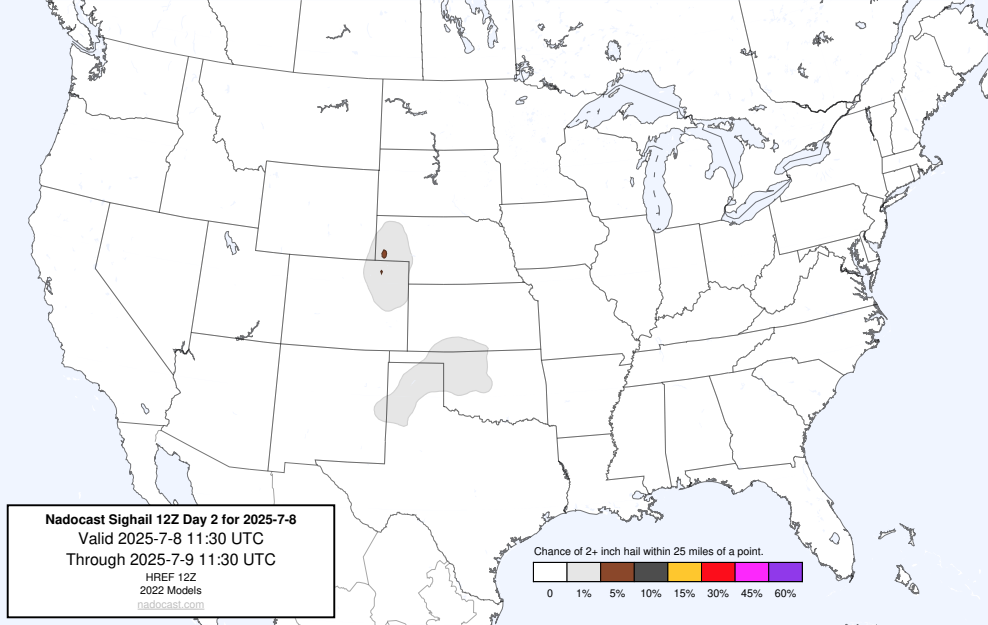 Nadocast Sighail 12Z Day 2 for 2025-7-8
Valid 2025-7-8 11:30 UTC
Through 2025-7-9 11:30 UTC
HREF 12Z
2022 Models
nadocast.com
Chance of 2+ inch hail within 25 miles of a point.
0 1% 5% 10% 15% 30% 45% 60%